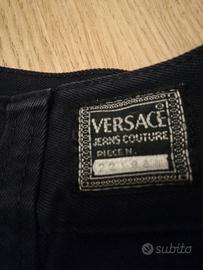 VERSACE
JEANS COUTURE
PIECE N.
subito